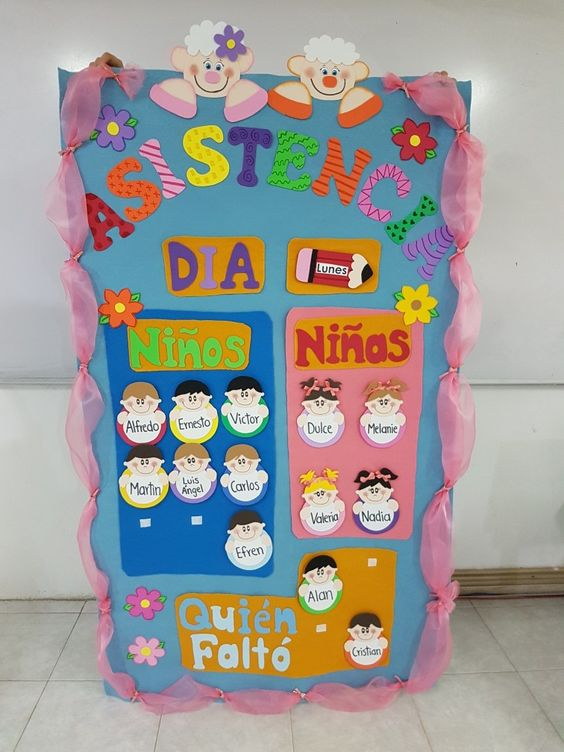 ASISTENCIA
DIA
Lunes
Niños
Alfredo Ernesto Victor
Martin Luis Angel Carlos
Efren
Niñas
Dulce Melanie
Valeria Nadia
Quién Faltó
Alan
Cristian